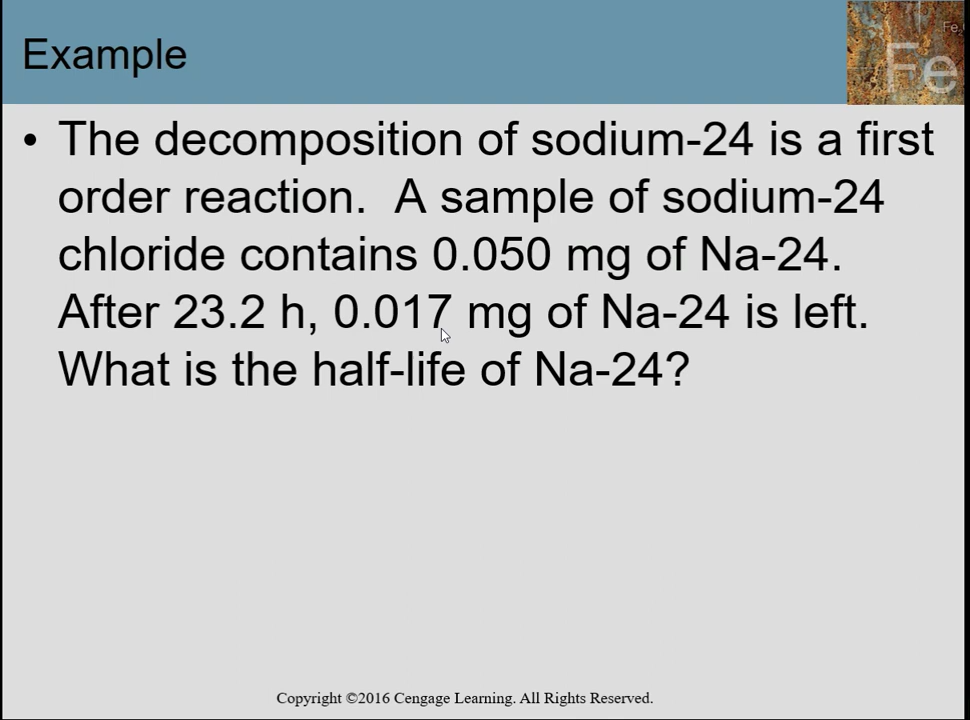 Example
Fe
Fe
• The decomposition of sodium-24 is a first
order reaction.  A sample of sodium-24
chloride contains 0.050 mg of Na-24.
After 23.2 h, 0.017 mg of Na-24 is left.
What is the half-life of Na-24?
Copyright ©2016 Cengage Learning. All Rights Reserved.